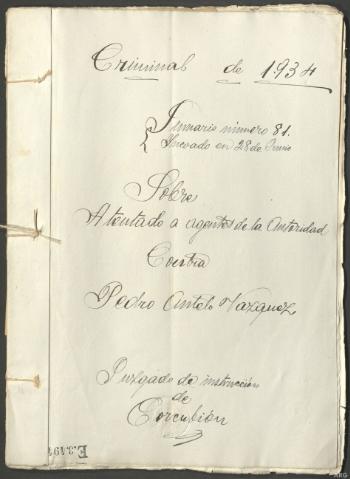 Criminal de 1934
Sumario número 81.
Incoado en 28 de Junio
Sobre
Atentado a agentes de la Autoridad
Contra
Pedro Antelo Vazquez
Juzgado de instrucción
de
Corcubión
ARG